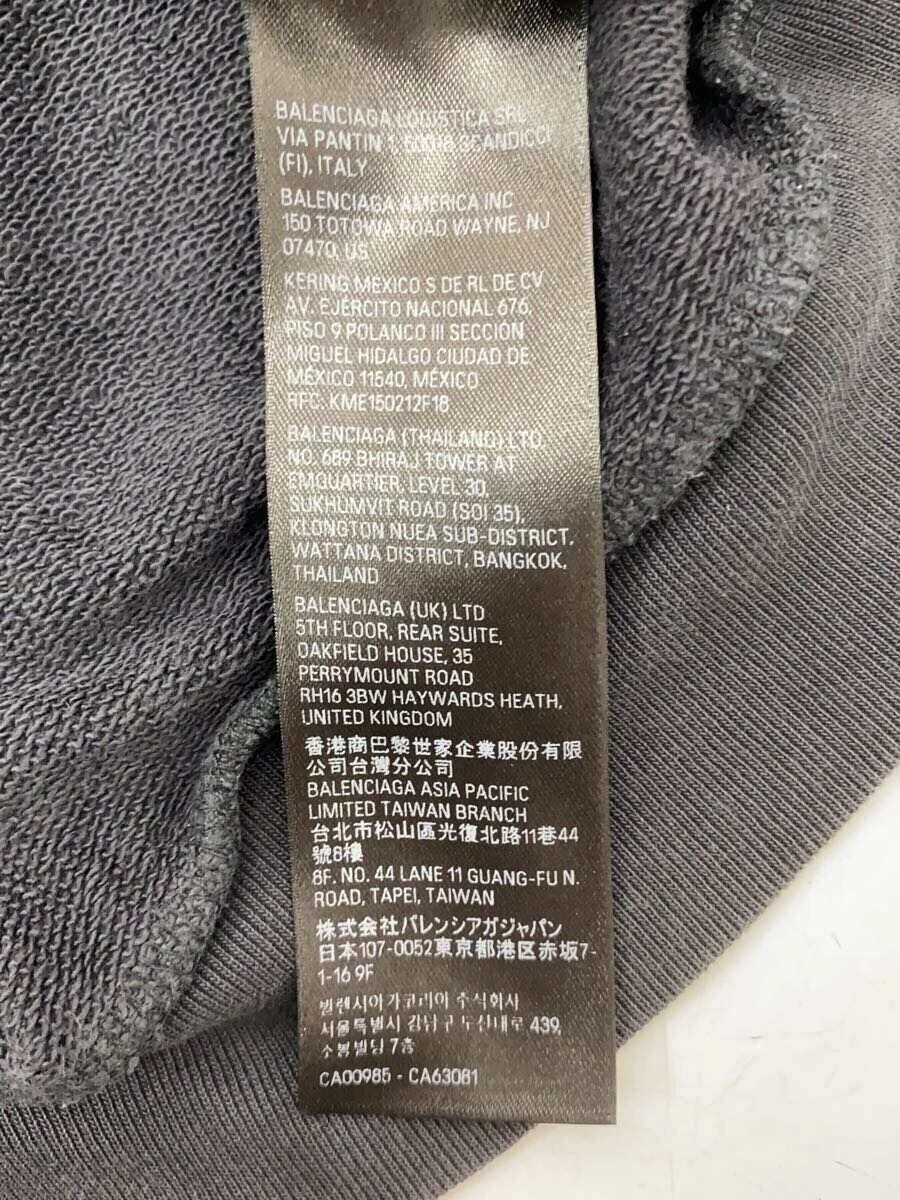 BALENCIAGA LOGISTICA SRL
VIA PANTIN 1, 50018 SCANDICCI
(FI), ITALY
BALENCIAGA AMERICA INC
150 TOTOWA ROAD WAYNE, NJ
07470, US
KERING MEXICO S DE RL DE CV
AV. EJÉRCITO NACIONAL 676,
PISO 9 POLANCO III SECCIÓN
MIGUEL HIDALGO CIUDAD DE
MÉXICO 11540, MÉXICO
RFC: KME150212F18
BALENCIAGA (THAILAND) LTD
NO. 689 BHIRAJ TOWER AT
EMQUARTIER, LEVEL 30,
SUKHUMVIT ROAD (SOI 35),
KLONGTON NUEA SUB-DISTRICT,
WATTANA DISTRICT, BANGKOK,
THAILAND
BALENCIAGA (UK) LTD
5TH FLOOR, REAR SUITE,
OAKFIELD HOUSE, 35
PERRYMOUNT ROAD
RH16 3BW HAYWARDS HEATH,
UNITED KINGDOM
香港商巴黎世家企業股份有限
公司台灣分公司
BALENCIAGA ASIA PACIFIC
LIMITED TAIWAN BRANCH
台北市松山區光復北路11巷44
號8樓
8F, NO. 44 LANE 11 GUANG-FU N.
ROAD, TAPEI, TAIWAN
株式会社バレンシアガジャパン
日本107-0052東京都港区赤坂7-
1-16 9F
발렌시아가코리아 주식회사
서울특별시 강남구 도산대로 439,
소봉빌딩 7층
CA00985 - CA63081